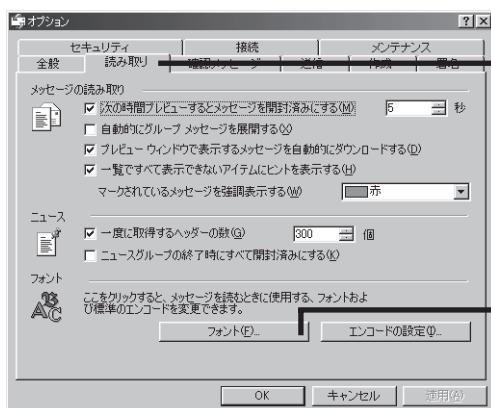 オプション
セキュリティ 接続 メンテナンス
全般 読み取り 確認メッセージ 送信 作成 署名
メッセージの読み取り
次の時間プレビューするとメッセージを開封済みにする(M) 5 秒
自動的にグループ メッセージを展開する(X)
プレビュー ウィンドウで表示するメッセージを自動的にダウンロードする(D)
一覧ですべて表示できないアイテムにヒントを表示する(H)
マークされているメッセージを強調表示する(W) 赤
ニュース
一度に取得するヘッダーの数(G) 300 個
ニュースグループの終了時にすべて開封済みにする(K)
フォント
ここをクリックすると、メッセージを読むときに使用する、フォントおよ
び標準のエンコードを変更できます。
フォント(F)... エンコードの設定(I)...
OK キャンセル 適用(A)